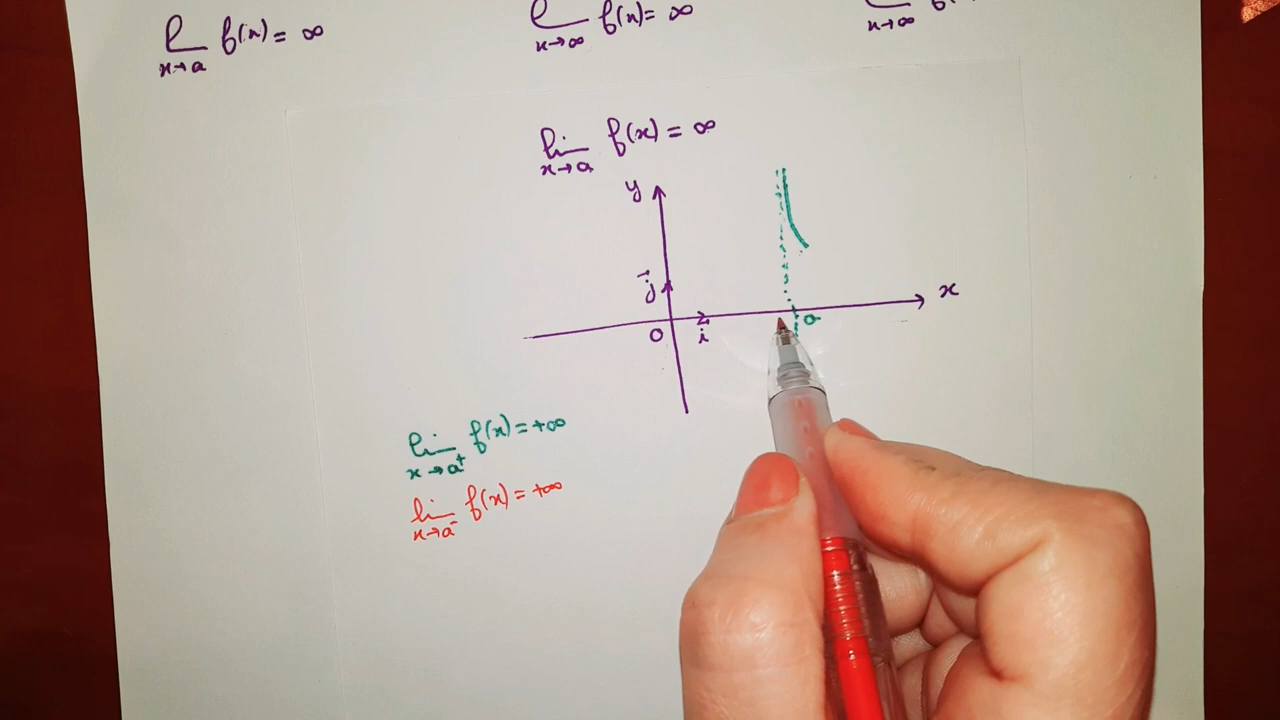 lim x→a f(x) = ∞
lim x→∞ f(x) = ∞
x→∞
lim x→a f(x) = ∞
y
j
x
O
i
a
lim x→a⁺ f(x) = +∞
lim x→a⁻ f(x) = +∞